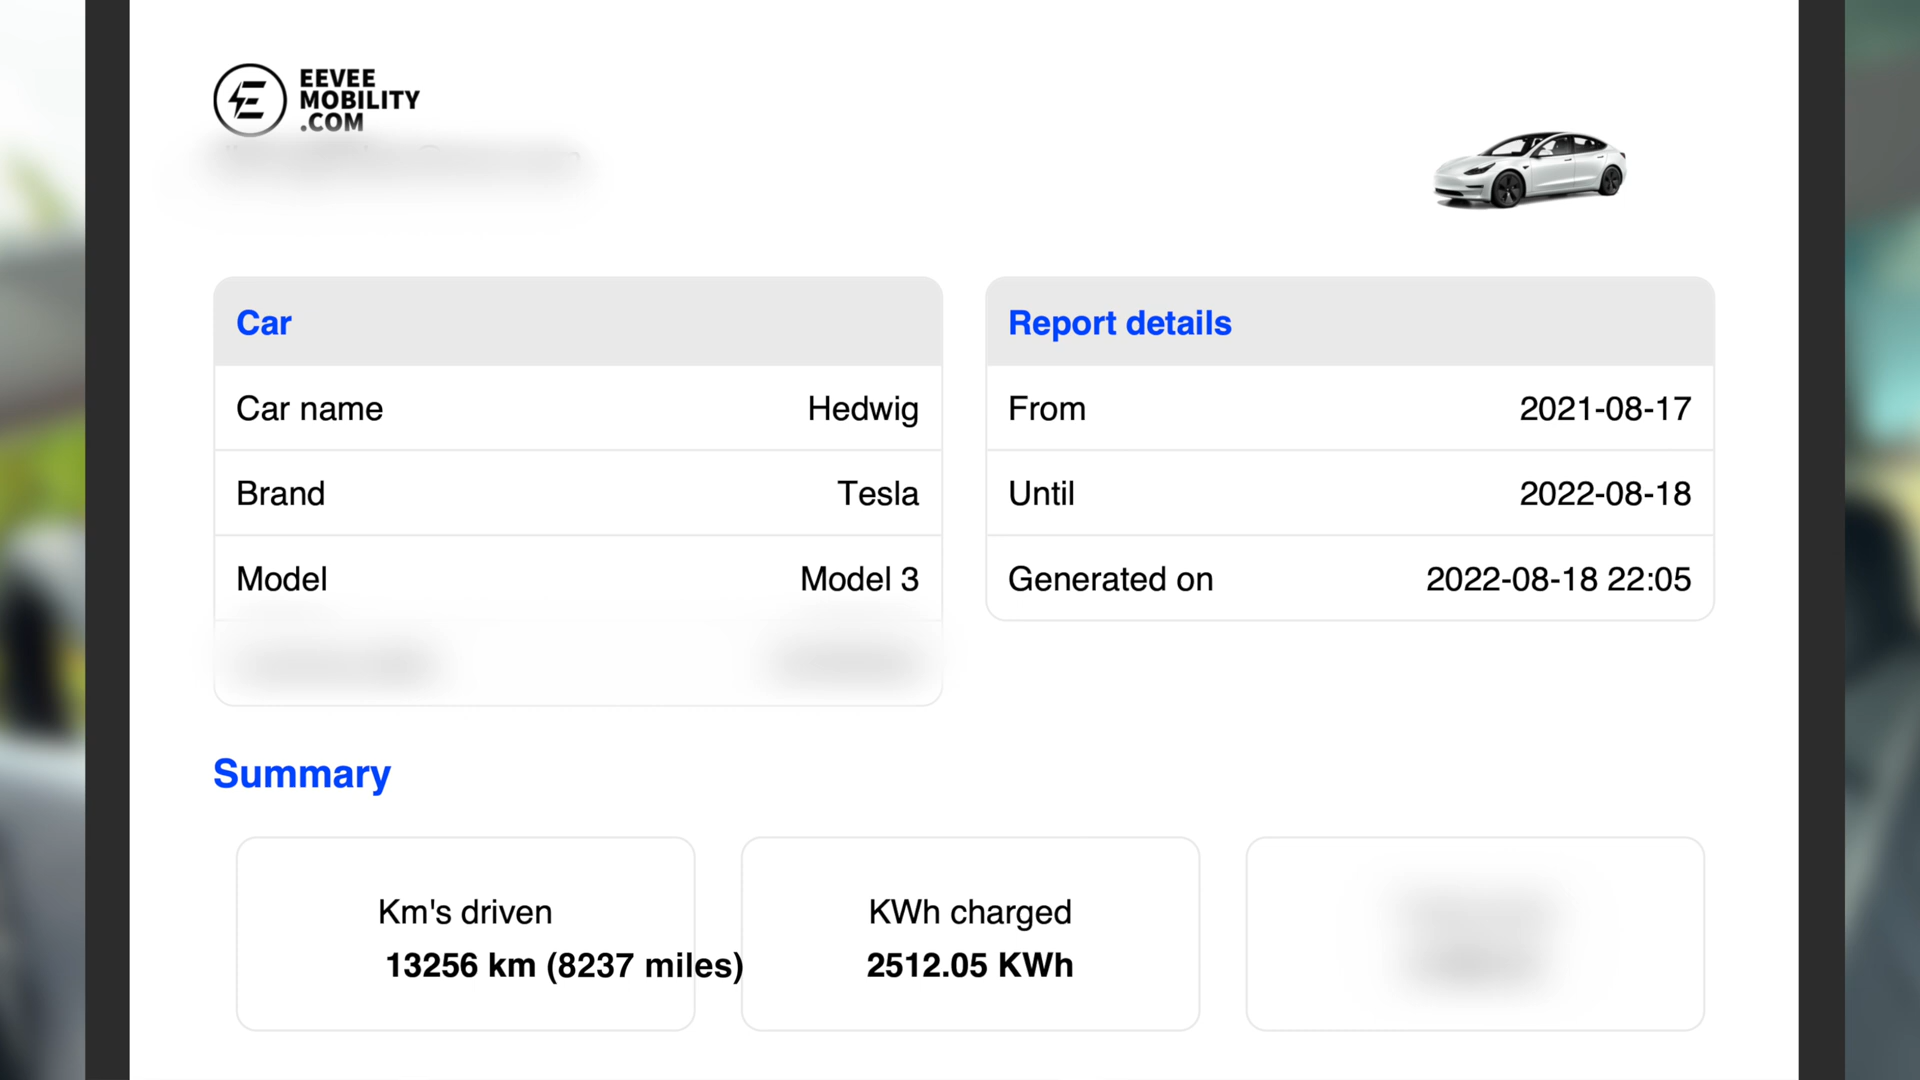 EEVEE
MOBILITY
.COM
Car
Car name Hedwig
Brand Tesla
Model Model 3
Report details
From 2021-08-17
Until 2022-08-18
Generated on 2022-08-18 22:05
Summary
Km's driven
13256 km (8237 miles)
KWh charged
2512.05 KWh